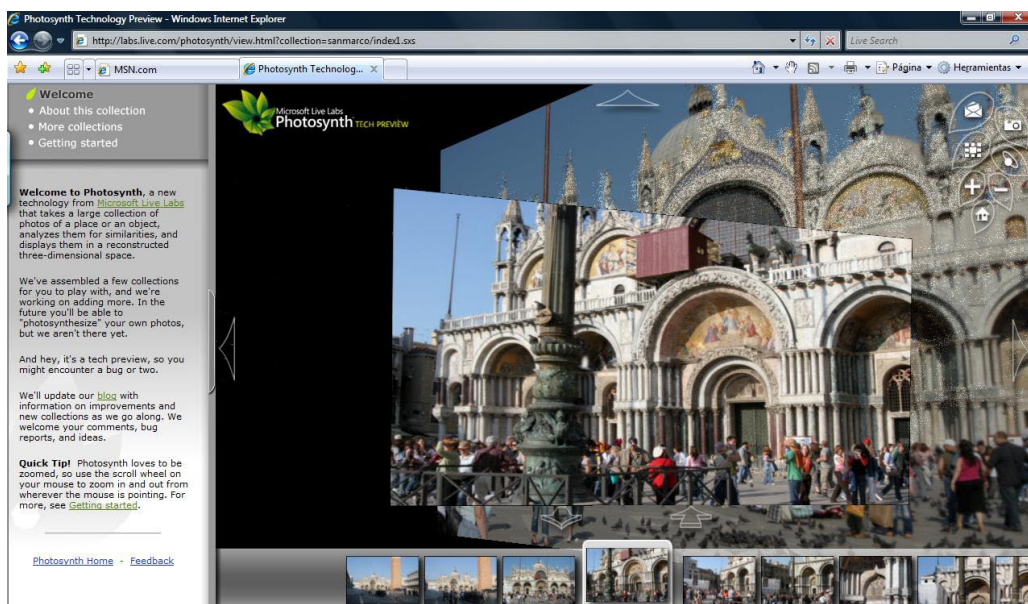 Photosynth Technology Preview - Windows Internet Explorer
http://labs.live.com/photosynth/view.html?collection=sanmarco/index1.sxs
Live Search
MSN.com
Photosynth Technolog...
Página
Herramientas
Welcome
About this collection
More collections
Getting started
Microsoft Live Labs
Photosynth TECH PREVIEW
Welcome to Photosynth, a new
technology from Microsoft Live Labs
that takes a large collection of
photos of a place or an object,
analyzes them for similarities, and
displays them in a reconstructed
three-dimensional space.
We've assembled a few collections
for you to play with, and we're
working on adding more. In the
future you'll be able to
"photosynthesize" your own photos,
but we aren't there yet.
And hey, it's a tech preview, so you
might encounter a bug or two.
We'll update our blog with
information on improvements and
new collections as we go along. We
welcome your comments, bug
reports, and ideas.
Quick Tip! Photosynth loves to be
zoomed, so use the scroll wheel on
your mouse to zoom in and out from
wherever the mouse is pointing. For
more, see Getting started.
Photosynth Home - Feedback